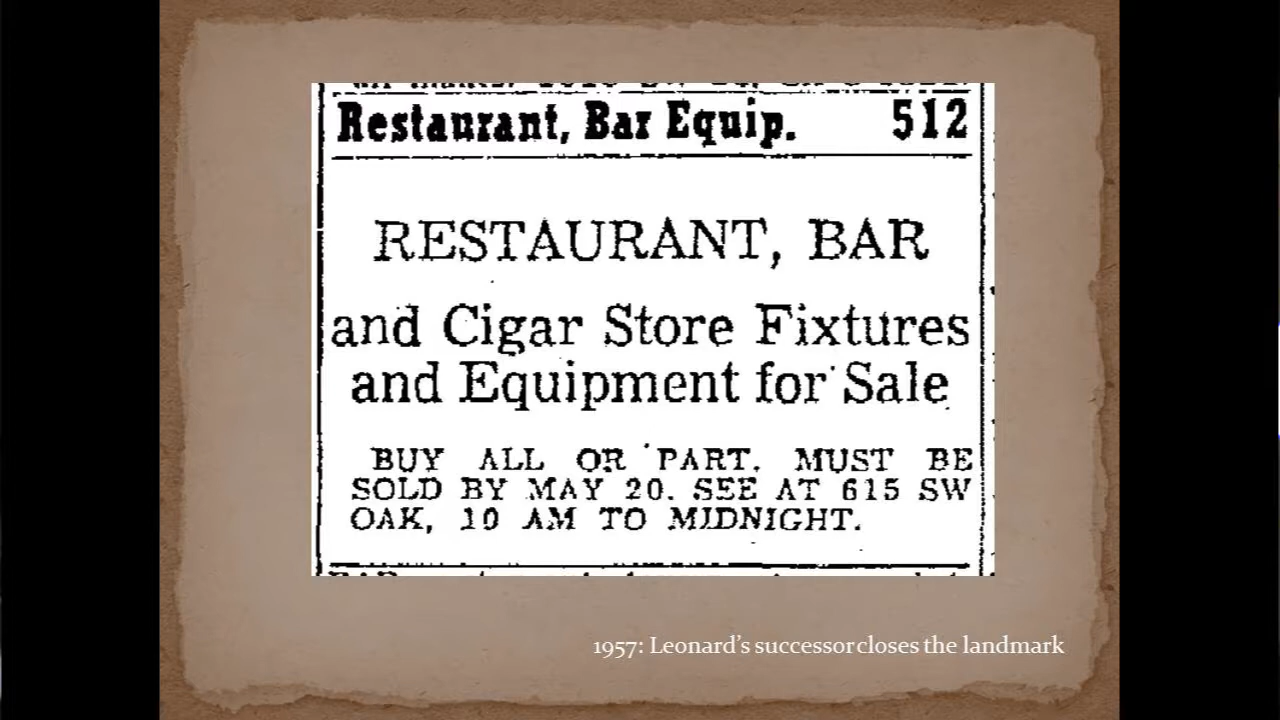 Restaurant, Bar Equip. 512
RESTAURANT, BAR
and Cigar Store Fixtures
and Equipment for Sale
BUY ALL OR PART. MUST BE
SOLD BY MAY 20. SEE AT 615 SW
OAK, 10 AM TO MIDNIGHT.
1957: Leonard's successor closes the landmark